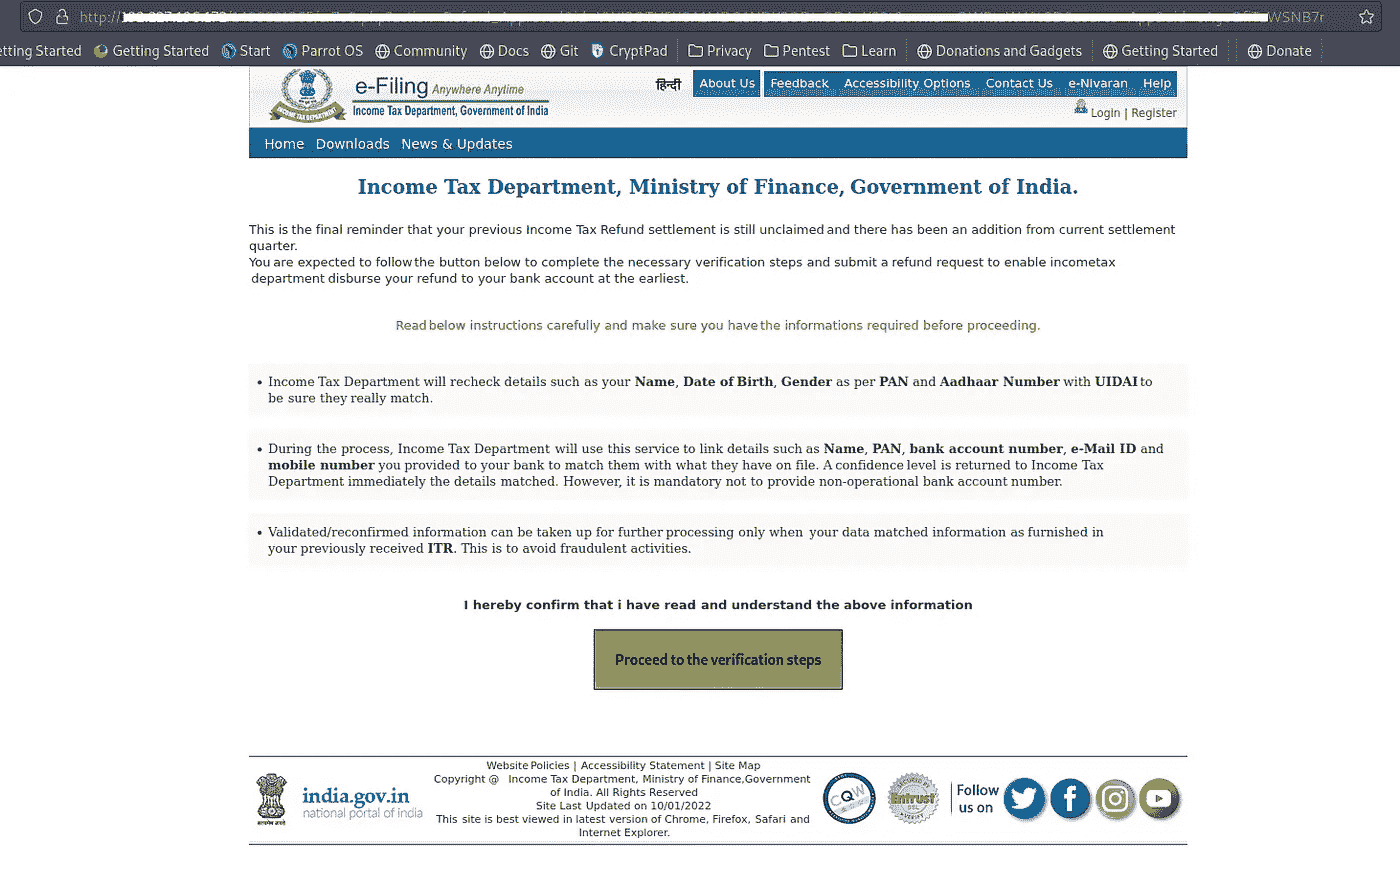 http://
WSNB7r
etting Started Getting Started Start Parrot OS Community Docs Git CryptPad Privacy Pentest Learn Donations and Gadgets Getting Started Donate
e-Filing Anywhere Anytime
Income Tax Department, Government of India
हिन्दी About Us Feedback Accessibility Options Contact Us e-Nivaran Help
Login | Register
Home Downloads News & Updates
Income Tax Department, Ministry of Finance, Government of India.
This is the final reminder that your previous Income Tax Refund settlement is still unclaimed and there has been an addition from current settlement
quarter.
You are expected to follow the button below to complete the necessary verification steps and submit a refund request to enable incometax
department disburse your refund to your bank account at the earliest.
Read below instructions carefully and make sure you have the informations required before proceeding.
• Income Tax Department will recheck details such as your Name, Date of Birth, Gender as per PAN and Aadhaar Number with UIDAI to
be sure they really match.
• During the process, Income Tax Department will use this service to link details such as Name, PAN, bank account number, e-Mail ID and
mobile number you provided to your bank to match them with what they have on file. A confidence level is returned to Income Tax
Department immediately the details matched. However, it is mandatory not to provide non-operational bank account number.
• Validated/reconfirmed information can be taken up for further processing only when your data matched information as furnished in
your previously received ITR. This is to avoid fraudulent activities.
I hereby confirm that i have read and understand the above information
Proceed to the verification steps
india.gov.in
national portal of india
Website Policies | Accessibility Statement | Site Map
Copyright @ Income Tax Department, Ministry of Finance,Government
of India. All Rights Reserved
Site Last Updated on 10/01/2022
This site is best viewed in latest version of Chrome, Firefox, Safari and
Internet Explorer.
CQW
Entrust
Follow
us on